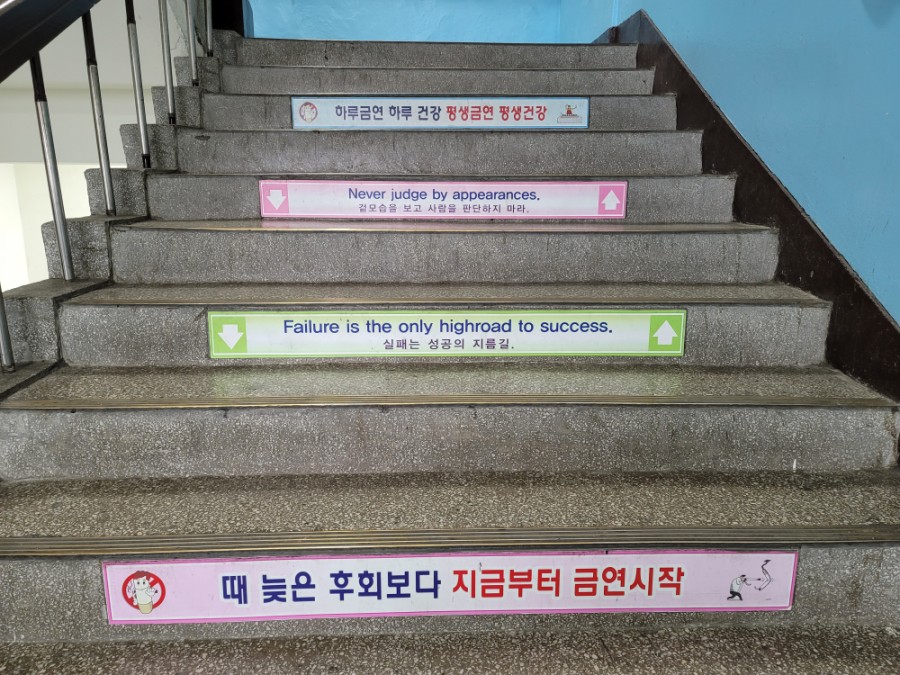 하루금연 하루 건강 평생금연 평생건강
Never judge by appearances.
겉모습을 보고 사람을 판단하지 마라.
Failure is the only highroad to success.
실패는 성공의 지름길.
때 늦은 후회보다 지금부터 금연시작